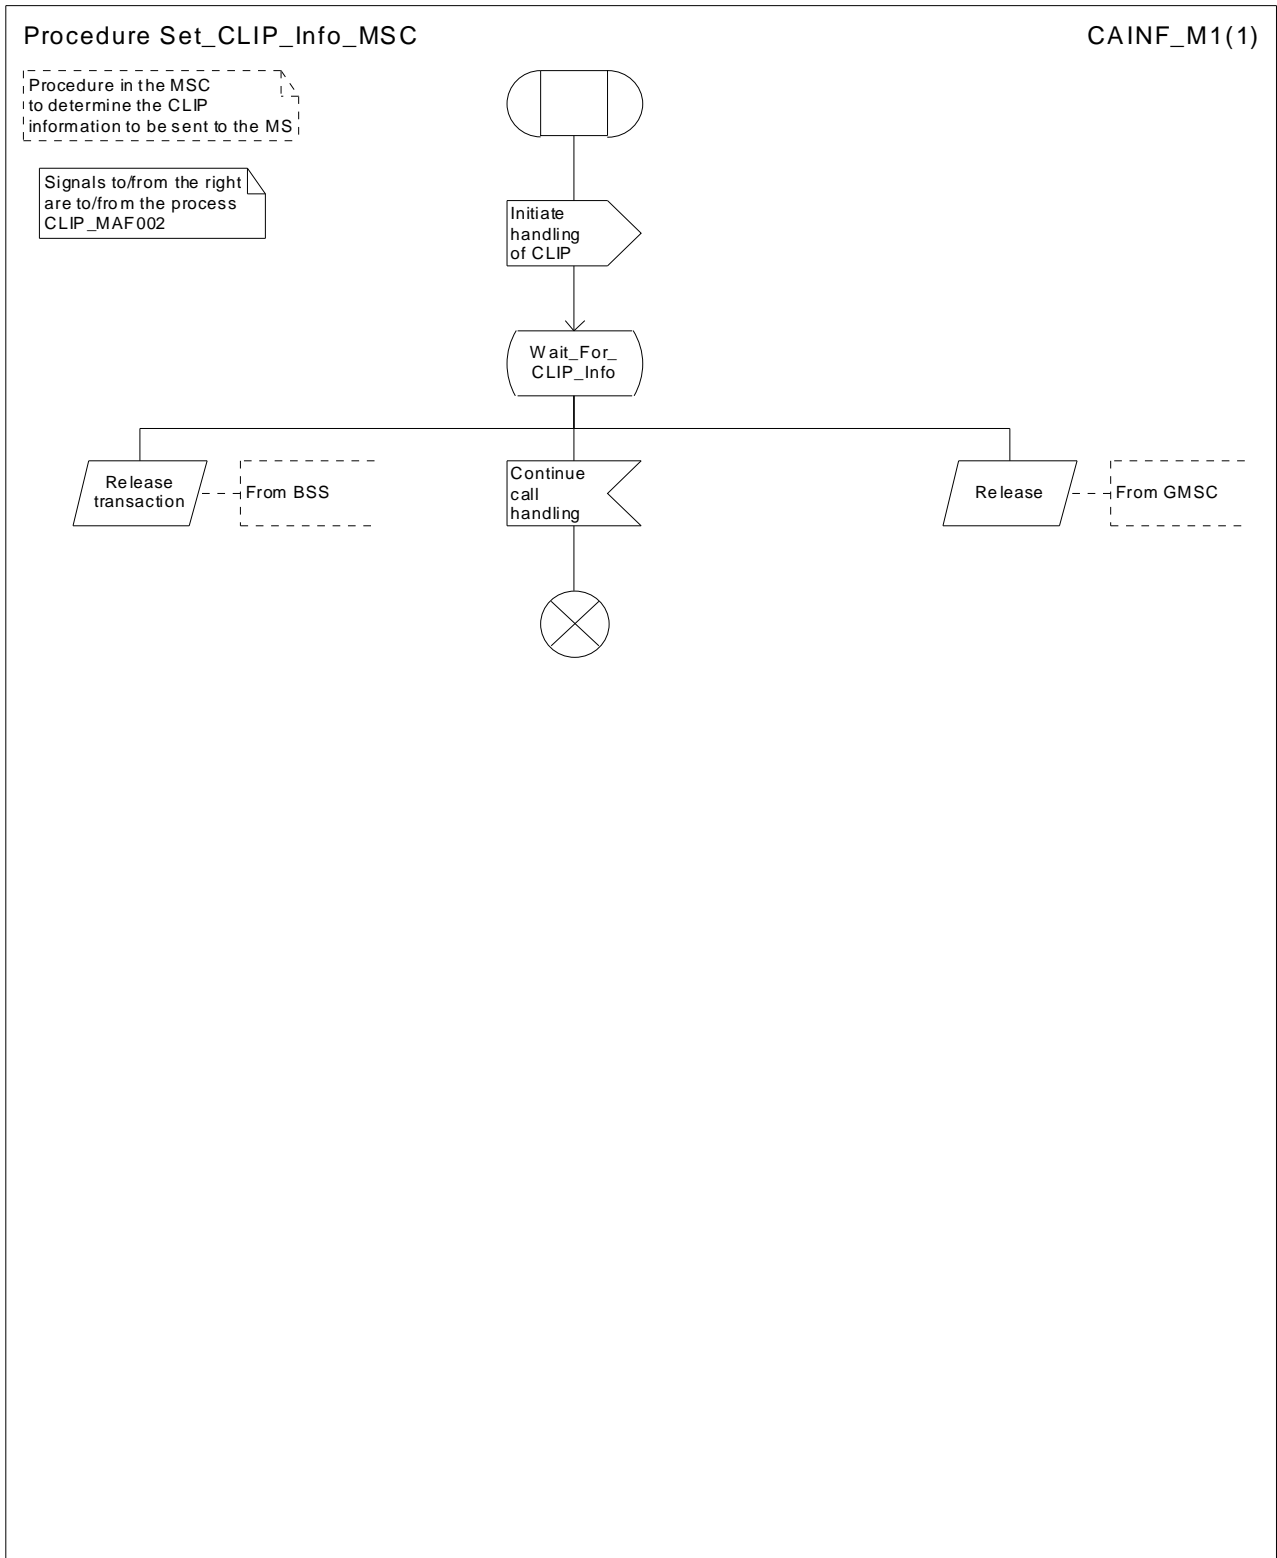 Procedure Set_CLIP_Info_MSC
CAINF_M1(1)
Procedure in the MSC
to determine the CLIP
information to be sent to the MS
Signals to/from the right
are to/from the process
CLIP_MAF002
Initiate
handling
of CLIP
Wait_For_
CLIP_Info
Release
transaction
From BSS
Continue
call
handling
Release
From GMSC